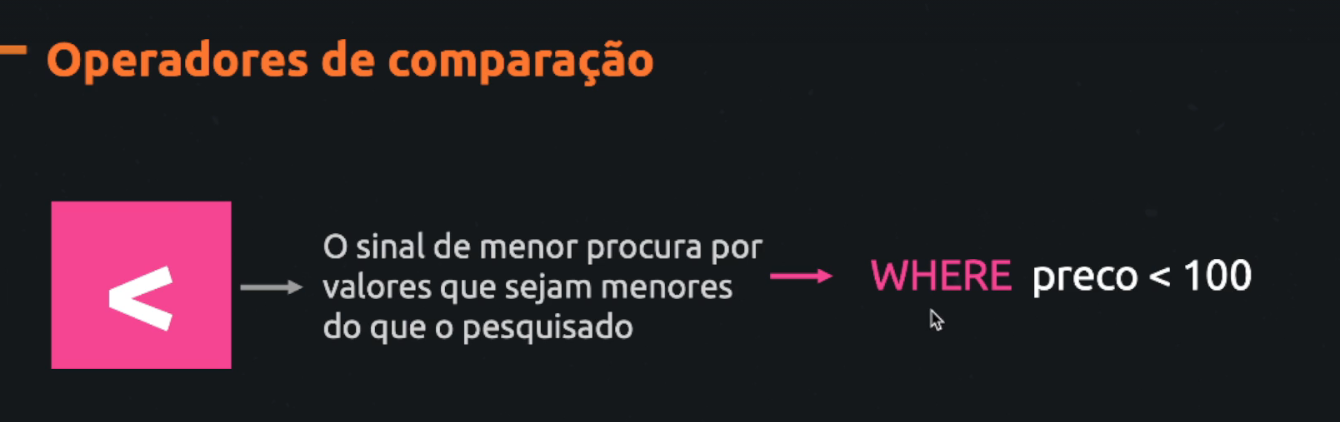 Operadores de comparação
<
O sinal de menor procura por
valores que sejam menores
do que o pesquisado
WHERE preco < 100